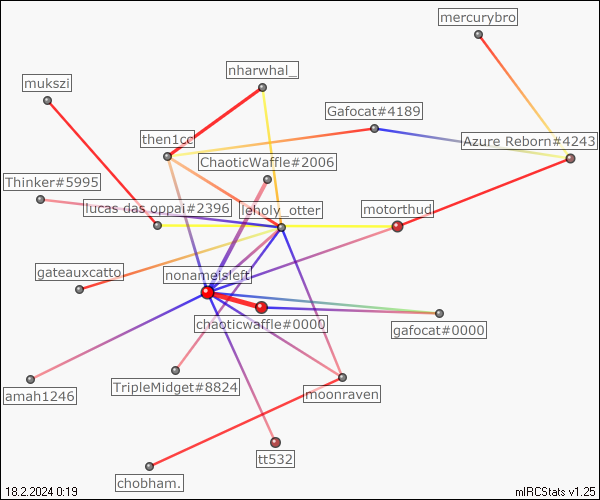 mercurybro
nharwhal_
mukszi
Gafocat#4189
then1cc
Azure Reborn#4243
ChaoticWaffle#2006
Thinker#5995
lucas das oppai#2396
leholy_otter
motorthud
gateauxcatto
nonameisleft
chaoticwaffle#0000
gafocat#0000
amah1246
TripleMidget#8824
moonraven
tt532
chobham.
18.2.2024 0:19
mIRCStats v1.25